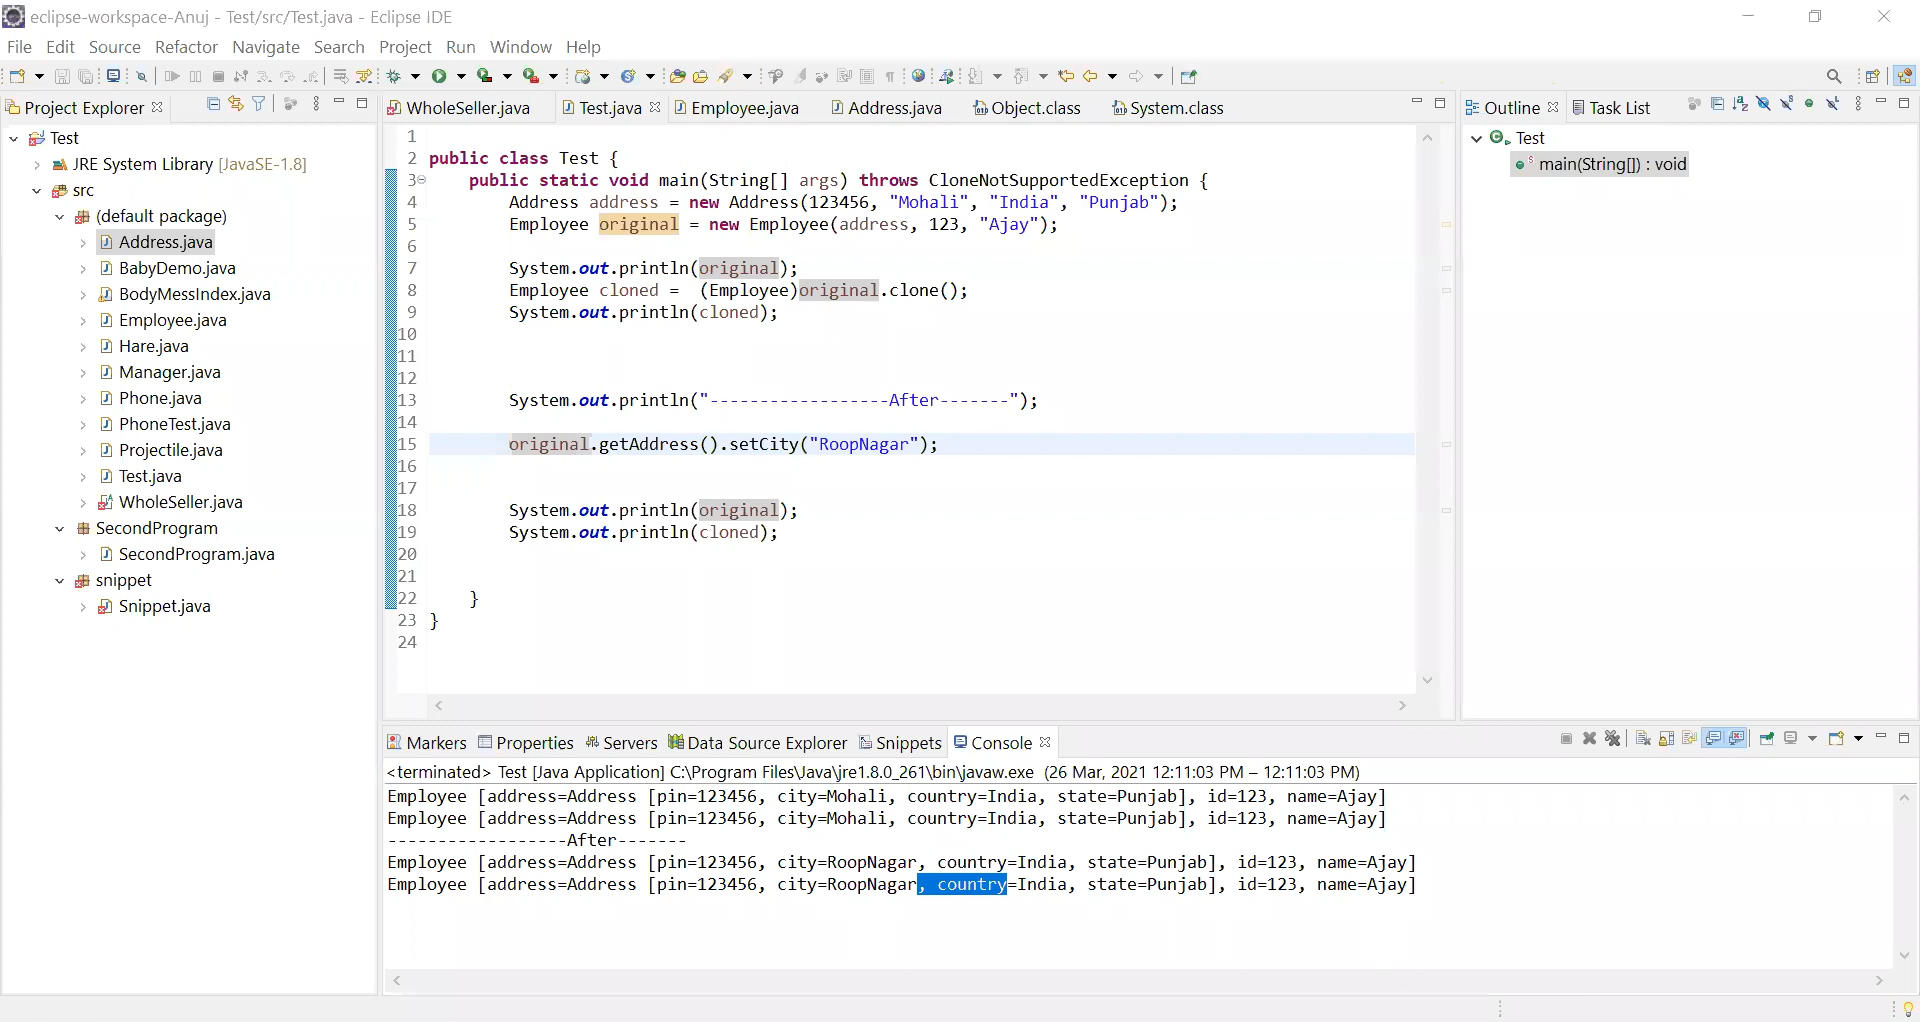 eclipse-workspace-Anuj - Test/src/Test.java - Eclipse IDE
File Edit Source Refactor Navigate Search Project Run Window Help
Project Explorer
Test
JRE System Library [JavaSE-1.8]
src
(default package)
Address.java
BabyDemo.java
BodyMessIndex.java
Employee.java
Hare.java
Manager.java
Phone.java
PhoneTest.java
Projectile.java
Test.java
WholeSeller.java
SecondProgram
SecondProgram.java
snippet
Snippet.java
WholeSeller.java Test.java Employee.java Address.java Object.class System.class
1
2 public class Test {
3 public static void main(String[] args) throws CloneNotSupportedException {
4 Address address = new Address(123456, "Mohali", "India", "Punjab");
5 Employee original = new Employee(address, 123, "Ajay");
6
7 System.out.println(original);
8 Employee cloned =  (Employee)original.clone();
9 System.out.println(cloned);
10
11
12
13 System.out.println("------------------After-------");
14
15 original.getAddress().setCity("RoopNagar");
16
17
18 System.out.println(original);
19 System.out.println(cloned);
20
21
22 }
23 }
24
Outline Task List
Test
main(String[]) : void
Markers Properties Servers Data Source Explorer Snippets Console
<terminated> Test [Java Application] C:\Program Files\Java\jre1.8.0_261\bin\javaw.exe (26 Mar, 2021 12:11:03 PM – 12:11:03 PM)
Employee [address=Address [pin=123456, city=Mohali, country=India, state=Punjab], id=123, name=Ajay]
Employee [address=Address [pin=123456, city=Mohali, country=India, state=Punjab], id=123, name=Ajay]
------------------After-------
Employee [address=Address [pin=123456, city=RoopNagar, country=India, state=Punjab], id=123, name=Ajay]
Employee [address=Address [pin=123456, city=RoopNagar, country=India, state=Punjab], id=123, name=Ajay]